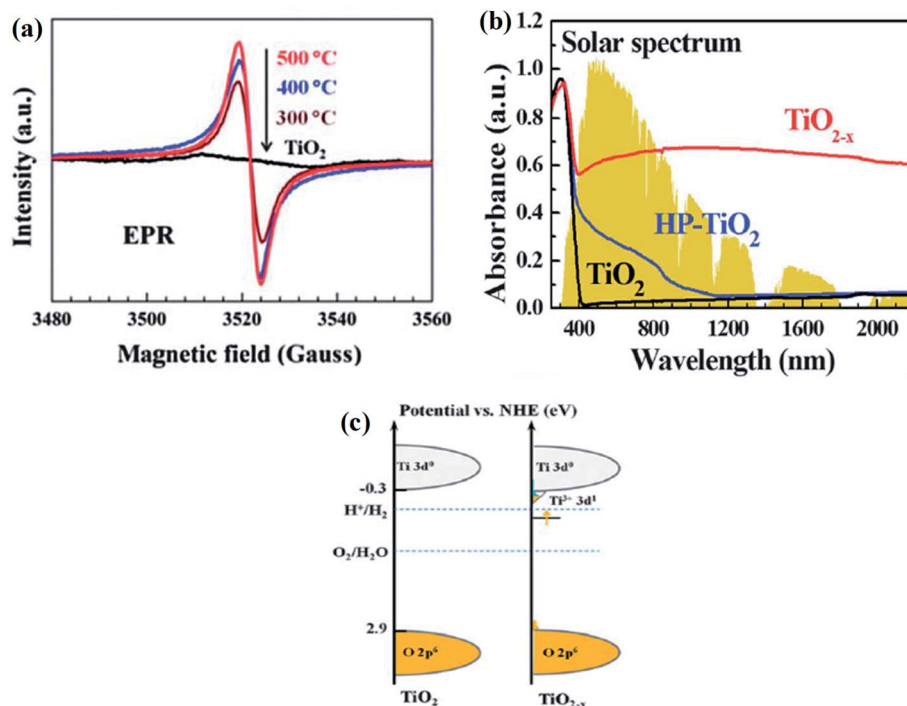 (a)
Intensity (a.u.)
500 °C
400 °C
300 °C
TiO₂
EPR
3480
3500
3520
3540
3560
Magnetic field (Gauss)
(b)
Absorbance (a.u.)
1.2
1.0
0.8
0.6
0.4
0.2
0.0
Solar spectrum
TiO₂₋ₓ
HP-TiO₂
TiO₂
400
800
1200
1600
2000
Wavelength (nm)
(c)
Potential vs. NHE (eV)
Ti 3d⁰
Ti 3d⁰
-0.3
Ti³⁺ 3d¹
H⁺/H₂
O₂/H₂O
2.9
O 2p⁶
O 2p⁶
TiO₂
TiO₂₋ₓ